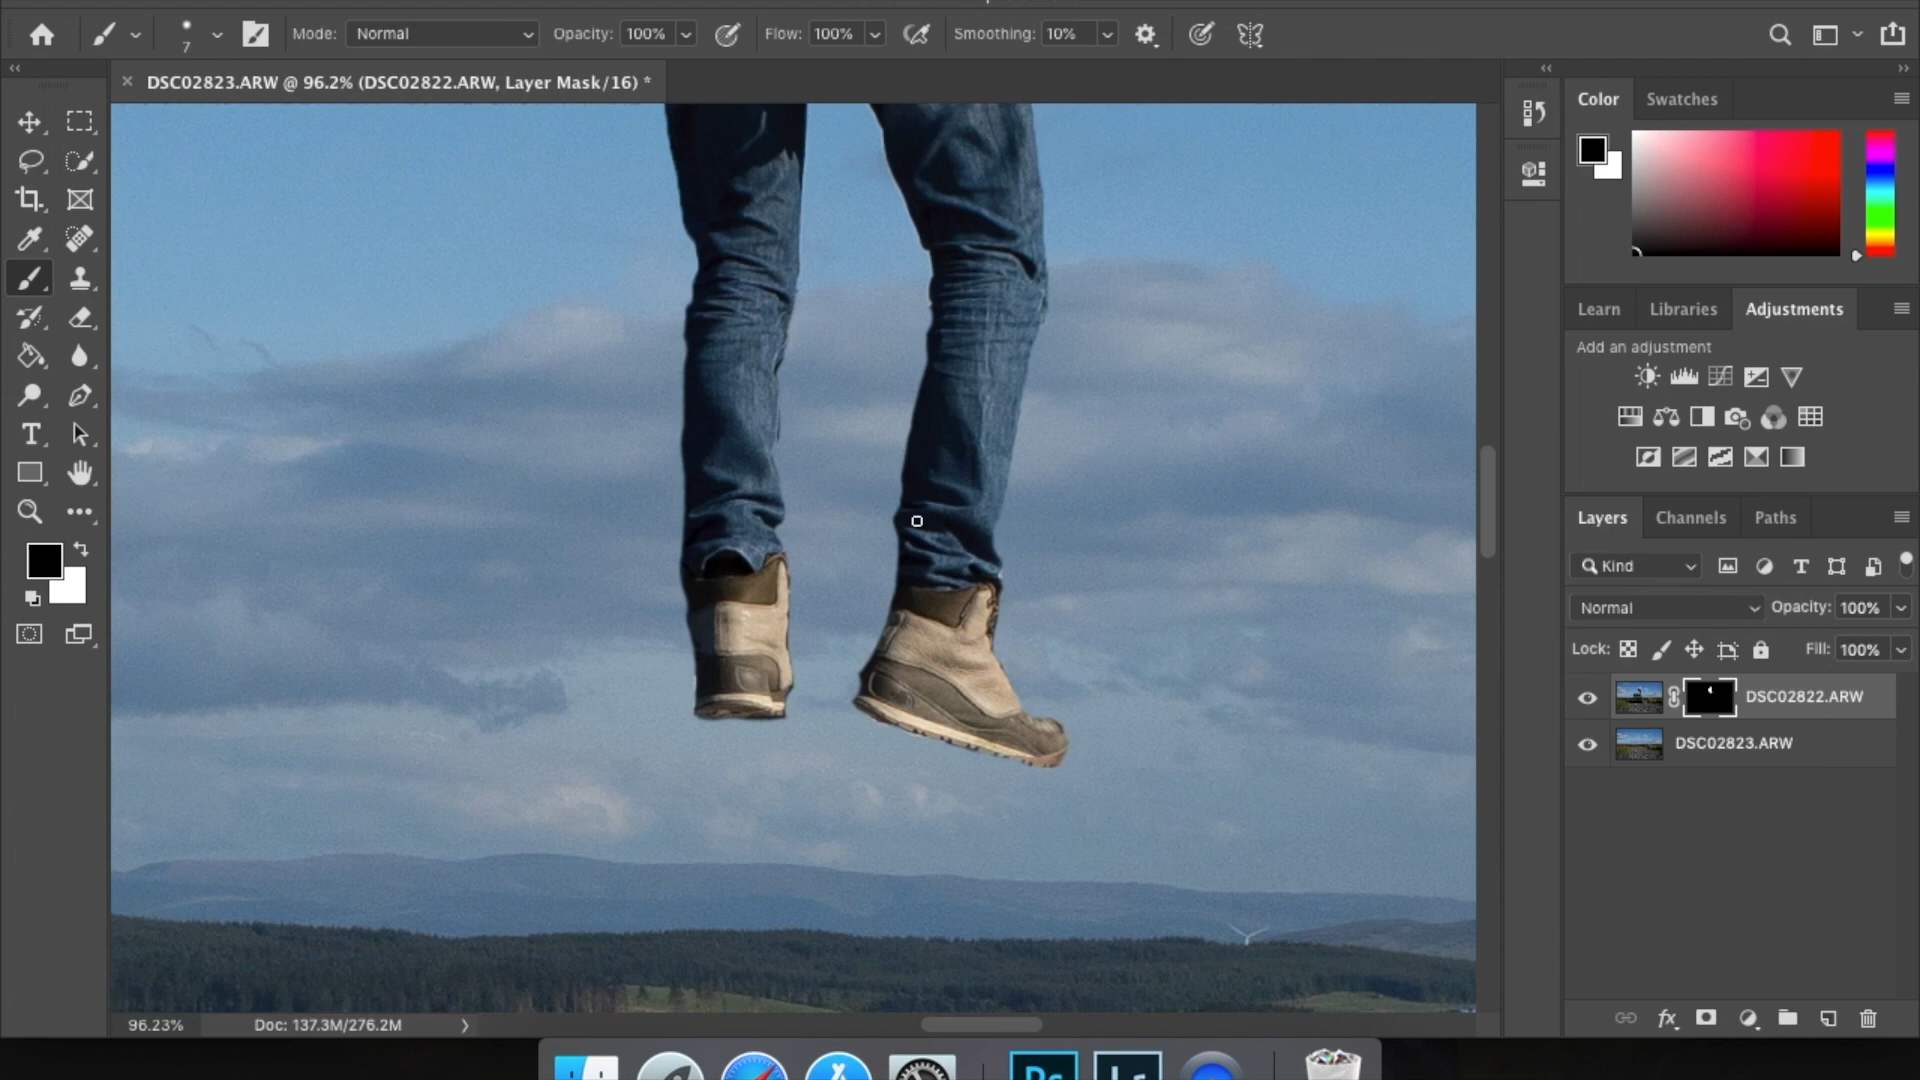 7
Mode: Normal
Opacity: 100%
Flow: 100%
Smoothing: 10%
DSC02823.ARW @ 96.2% (DSC02822.ARW, Layer Mask/16) *
Color
Swatches
Learn
Libraries
Adjustments
Add an adjustment
Layers
Channels
Paths
Kind
Normal
Opacity: 100%
Lock:
Fill: 100%
DSC02822.ARW
DSC02823.ARW
96.23%
Doc: 137.3M/276.2M